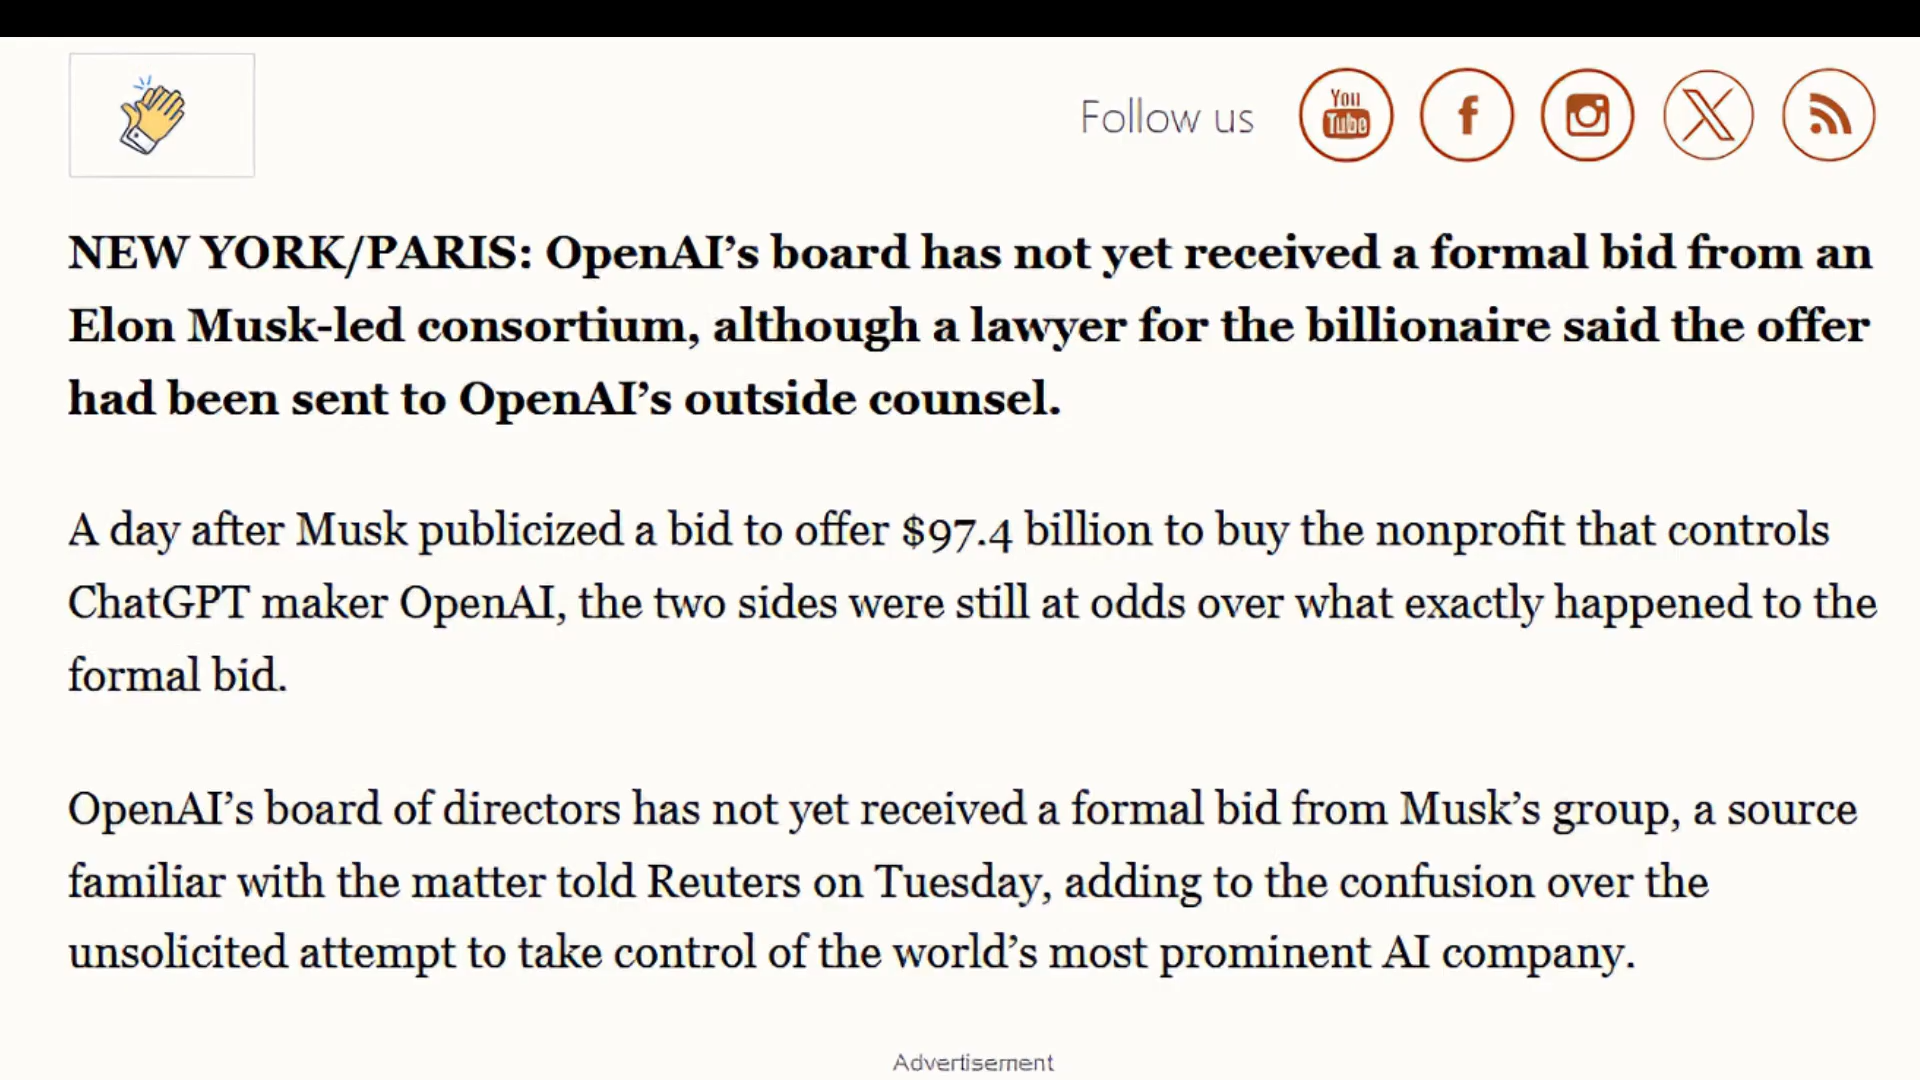 Follow us
You
Tube
NEW YORK/PARIS: OpenAI’s board has not yet received a formal bid from an
Elon Musk-led consortium, although a lawyer for the billionaire said the offer
had been sent to OpenAI’s outside counsel.
A day after Musk publicized a bid to offer $97.4 billion to buy the nonprofit that controls
ChatGPT maker OpenAI, the two sides were still at odds over what exactly happened to the
formal bid.
OpenAI’s board of directors has not yet received a formal bid from Musk’s group, a source
familiar with the matter told Reuters on Tuesday, adding to the confusion over the
unsolicited attempt to take control of the world’s most prominent AI company.
Advertisement